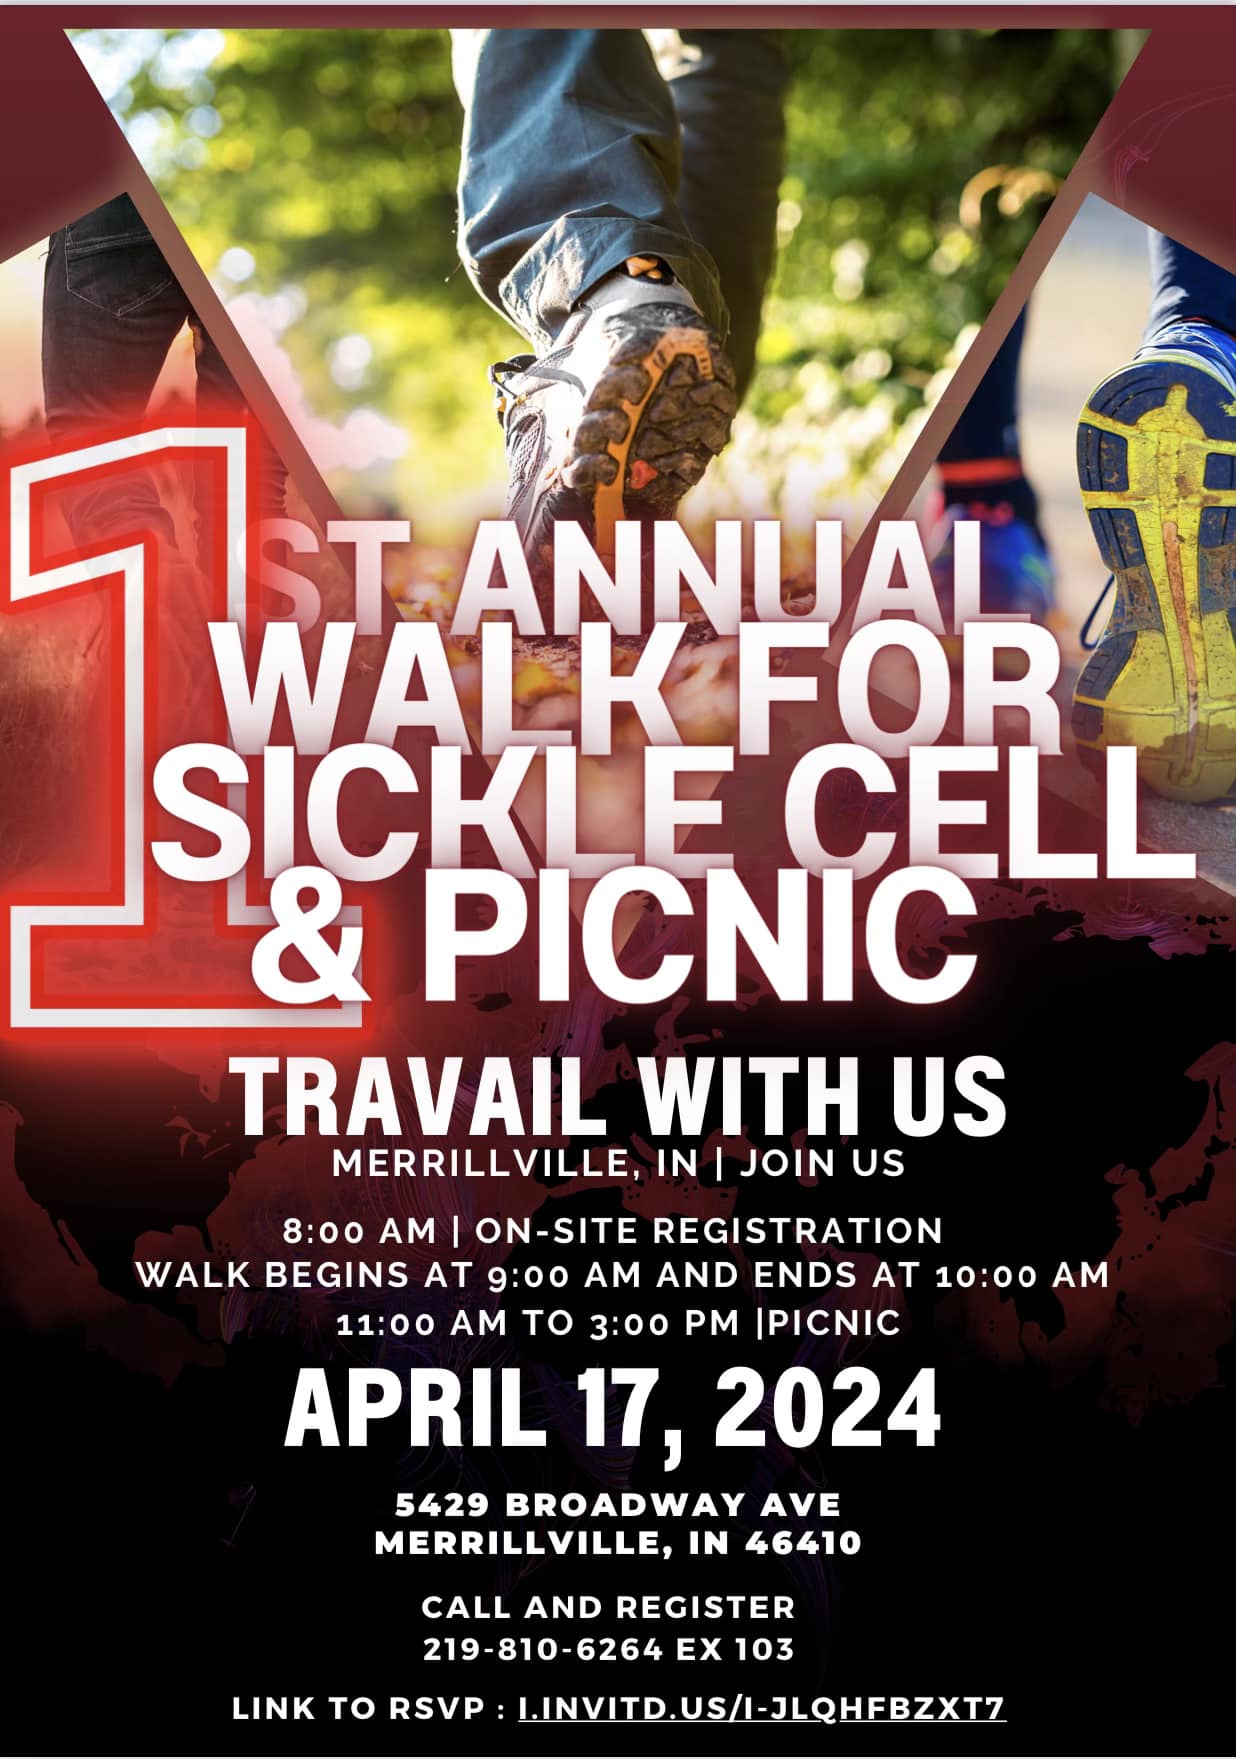 1ST ANNUAL
WALK FOR
SICKLE CELL
& PICNIC
TRAVAIL WITH US
MERRILLVILLE, IN | JOIN US
8:00 AM | ON-SITE REGISTRATION
WALK BEGINS AT 9:00 AM AND ENDS AT 10:00 AM
11:00 AM TO 3:00 PM |PICNIC
APRIL 17, 2024
5429 BROADWAY AVE
MERRILLVILLE, IN 46410
CALL AND REGISTER
219-810-6264 EX 103
LINK TO RSVP : I.INVITD.US/I-JLQHFBZXT7